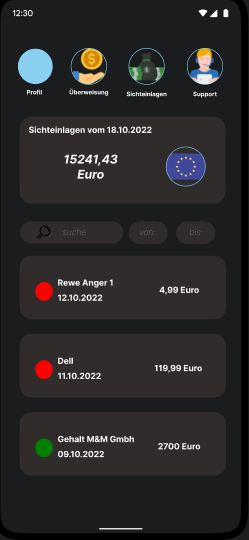 12:30
Profil
Überweisung
Sichteinlagen
Support
Sichteinlagen vom 18.10.2022
15241,43
Euro
suche
von:
bis:
Rewe Anger 1
4,99 Euro
12.10.2022
Dell
119,99 Euro
11.10.2022
Gehalt M&M Gmbh
2700 Euro
09.10.2022